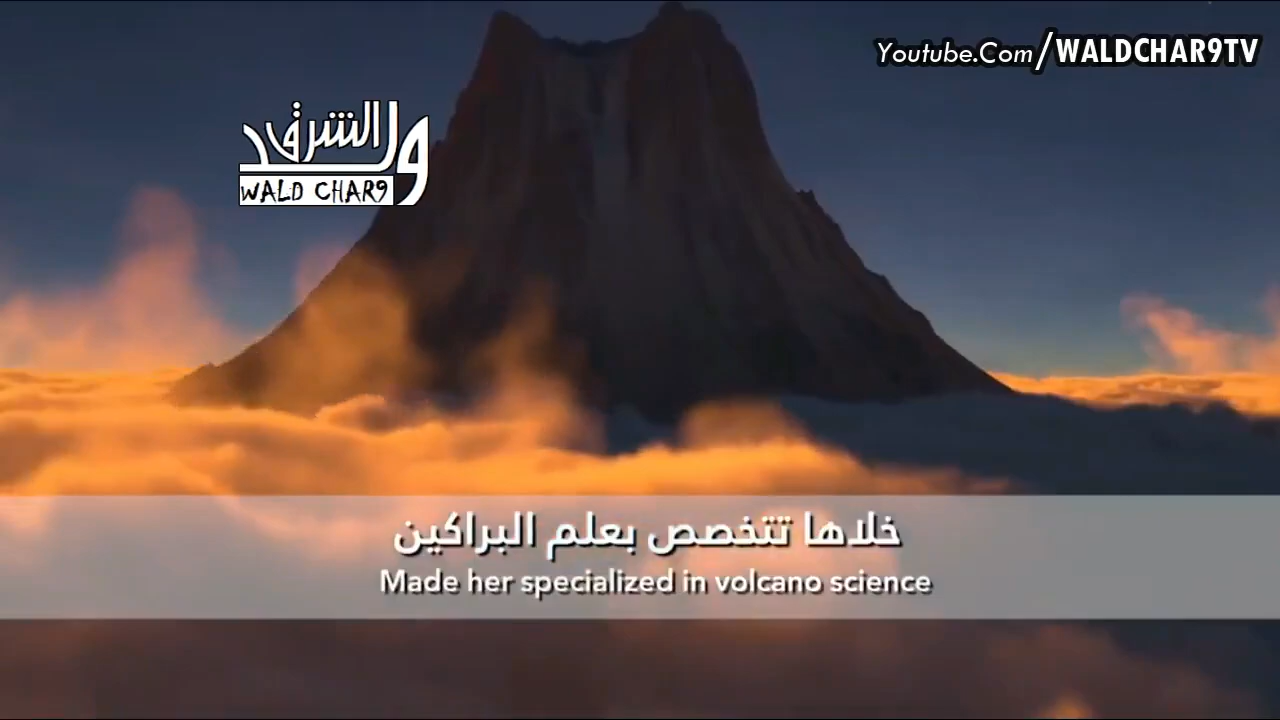 Youtube.Com/WALDCHAR9TV
ولد الشرق
WALD CHAR9
خلاها تتخصص بعلم البراكين
Made her specialized in volcano science